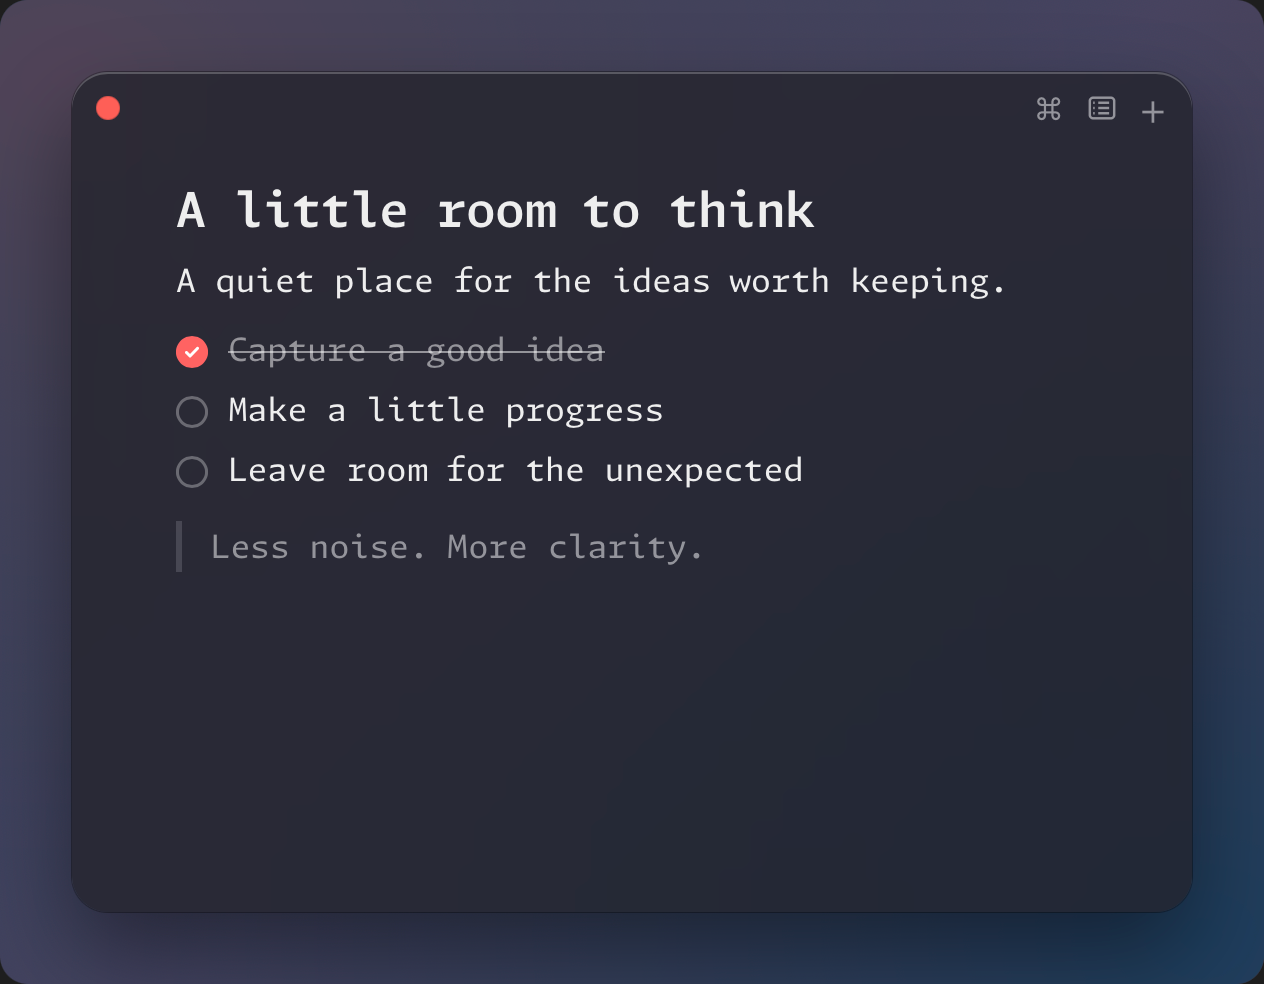 A little room to think
A quiet place for the ideas worth keeping.
Capture a good idea
Make a little progress
Leave room for the unexpected
Less noise. More clarity.